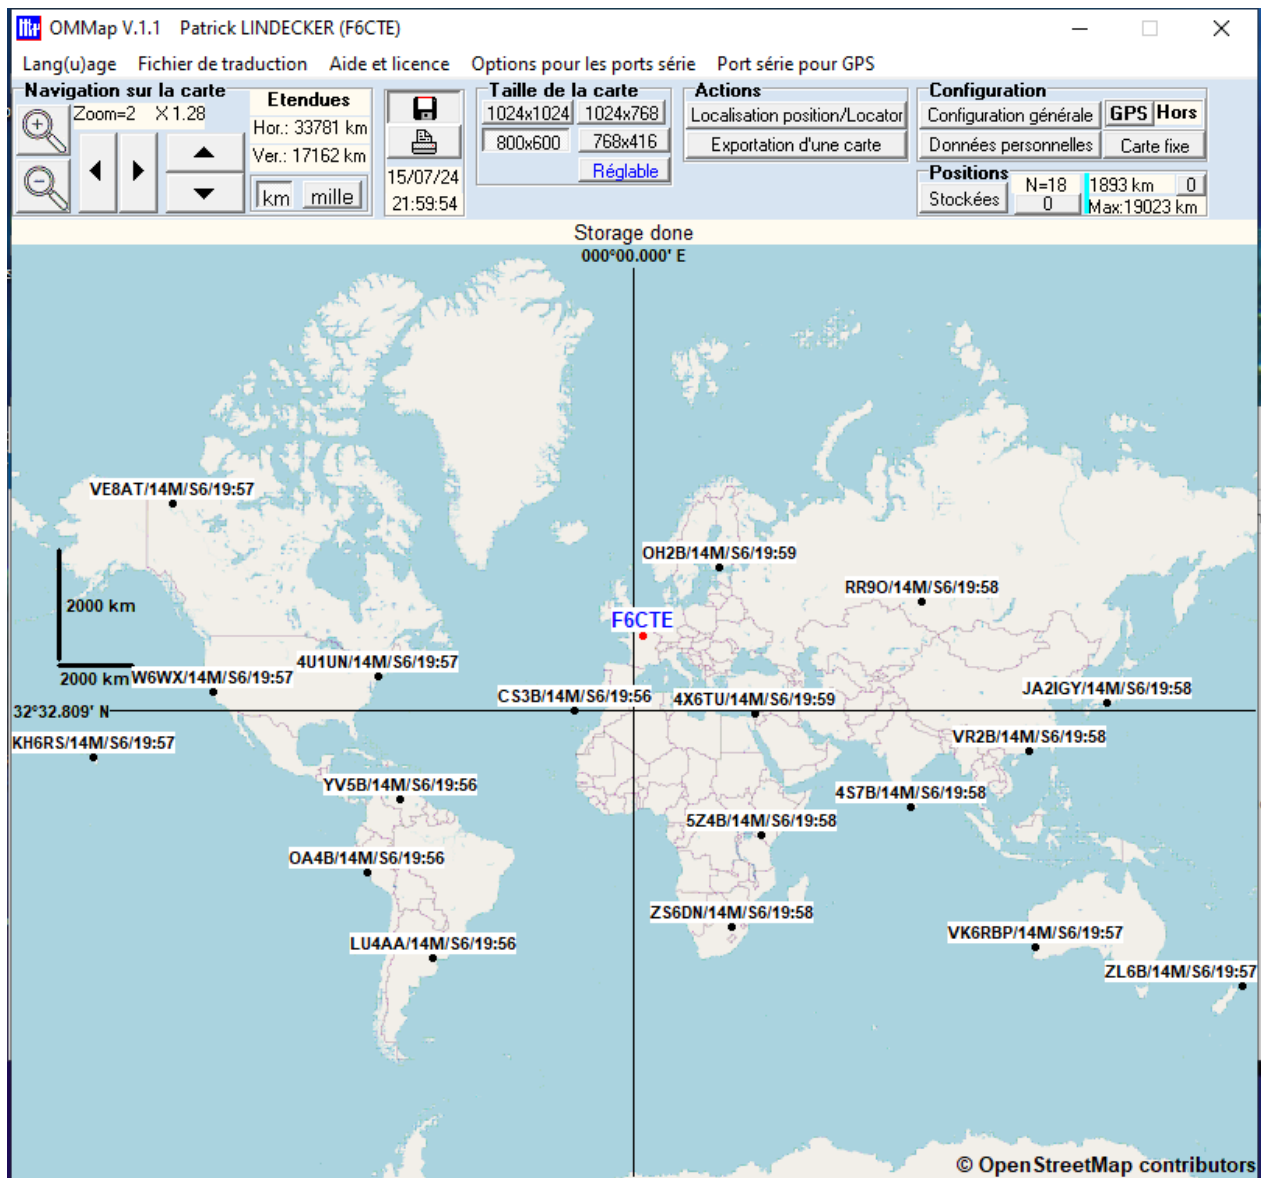 OMMap V.1.1 Patrick LINDECKER (F6CTE)
Lang(u)age Fichier de traduction Aide et licence Options pour les ports série Port série pour GPS
Navigation sur la carte
Zoom=2 X 1.28
Etendues
Hor.: 33781 km
Ver.: 17162 km
km mille
15/07/24
21:59:54
Taille de la carte
1024x1024 1024x768
800x600 768x416
Réglable
Actions
Localisation position/Locator
Exportation d'une carte
Configuration
Configuration générale GPS Hors
Données personnelles Carte fixe
Positions
Stockées
N=18
0
1893 km 0
Max:19023 km
Storage done
000°00.000' E
VE8AT/14M/S6/19:57
OH2B/14M/S6/19:59
RR9O/14M/S6/19:58
2000 km
F6CTE
4U1UN/14M/S6/19:57
2000 km
W6WX/14M/S6/19:57
CS3B/14M/S6/19:56
4X6TU/14M/S6/19:59
JA2IGY/14M/S6/19:58
32°32.809' N
KH6RS/14M/S6/19:57
VR2B/14M/S6/19:58
YV5B/14M/S6/19:56
4S7B/14M/S6/19:58
5Z4B/14M/S6/19:58
OA4B/14M/S6/19:56
ZS6DN/14M/S6/19:58
VK6RBP/14M/S6/19:57
LU4AA/14M/S6/19:56
ZL6B/14M/S6/19:57
© OpenStreetMap contributors